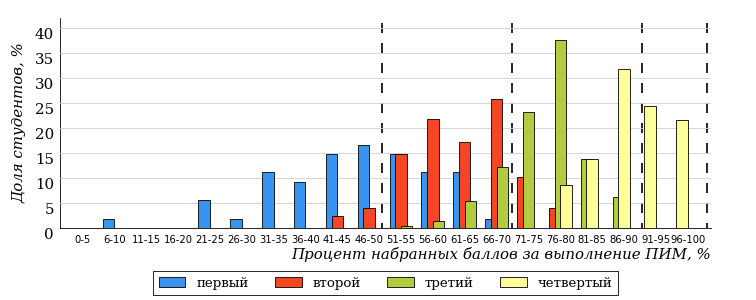 Доля студентов, %
40
35
30
25
20
15
10
5
0
0-5 6-10 11-15 16-20 21-25 26-30 31-35 36-40 41-45 46-50 51-55 56-60 61-65 66-70 71-75 76-80 81-85 86-90 91-95 96-100
Процент набранных баллов за выполнение ПИМ, %
первый второй третий четвертый